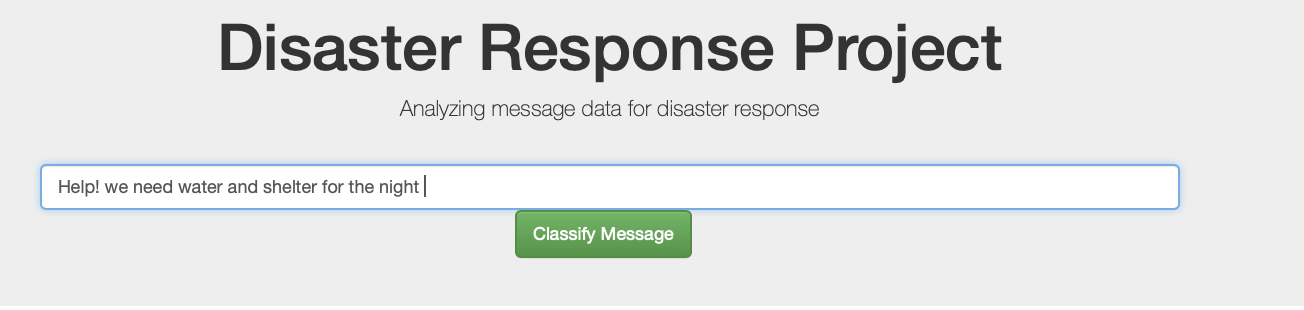 Disaster Response Project
Analyzing message data for disaster response
Help! we need water and shelter for the night
Classify Message